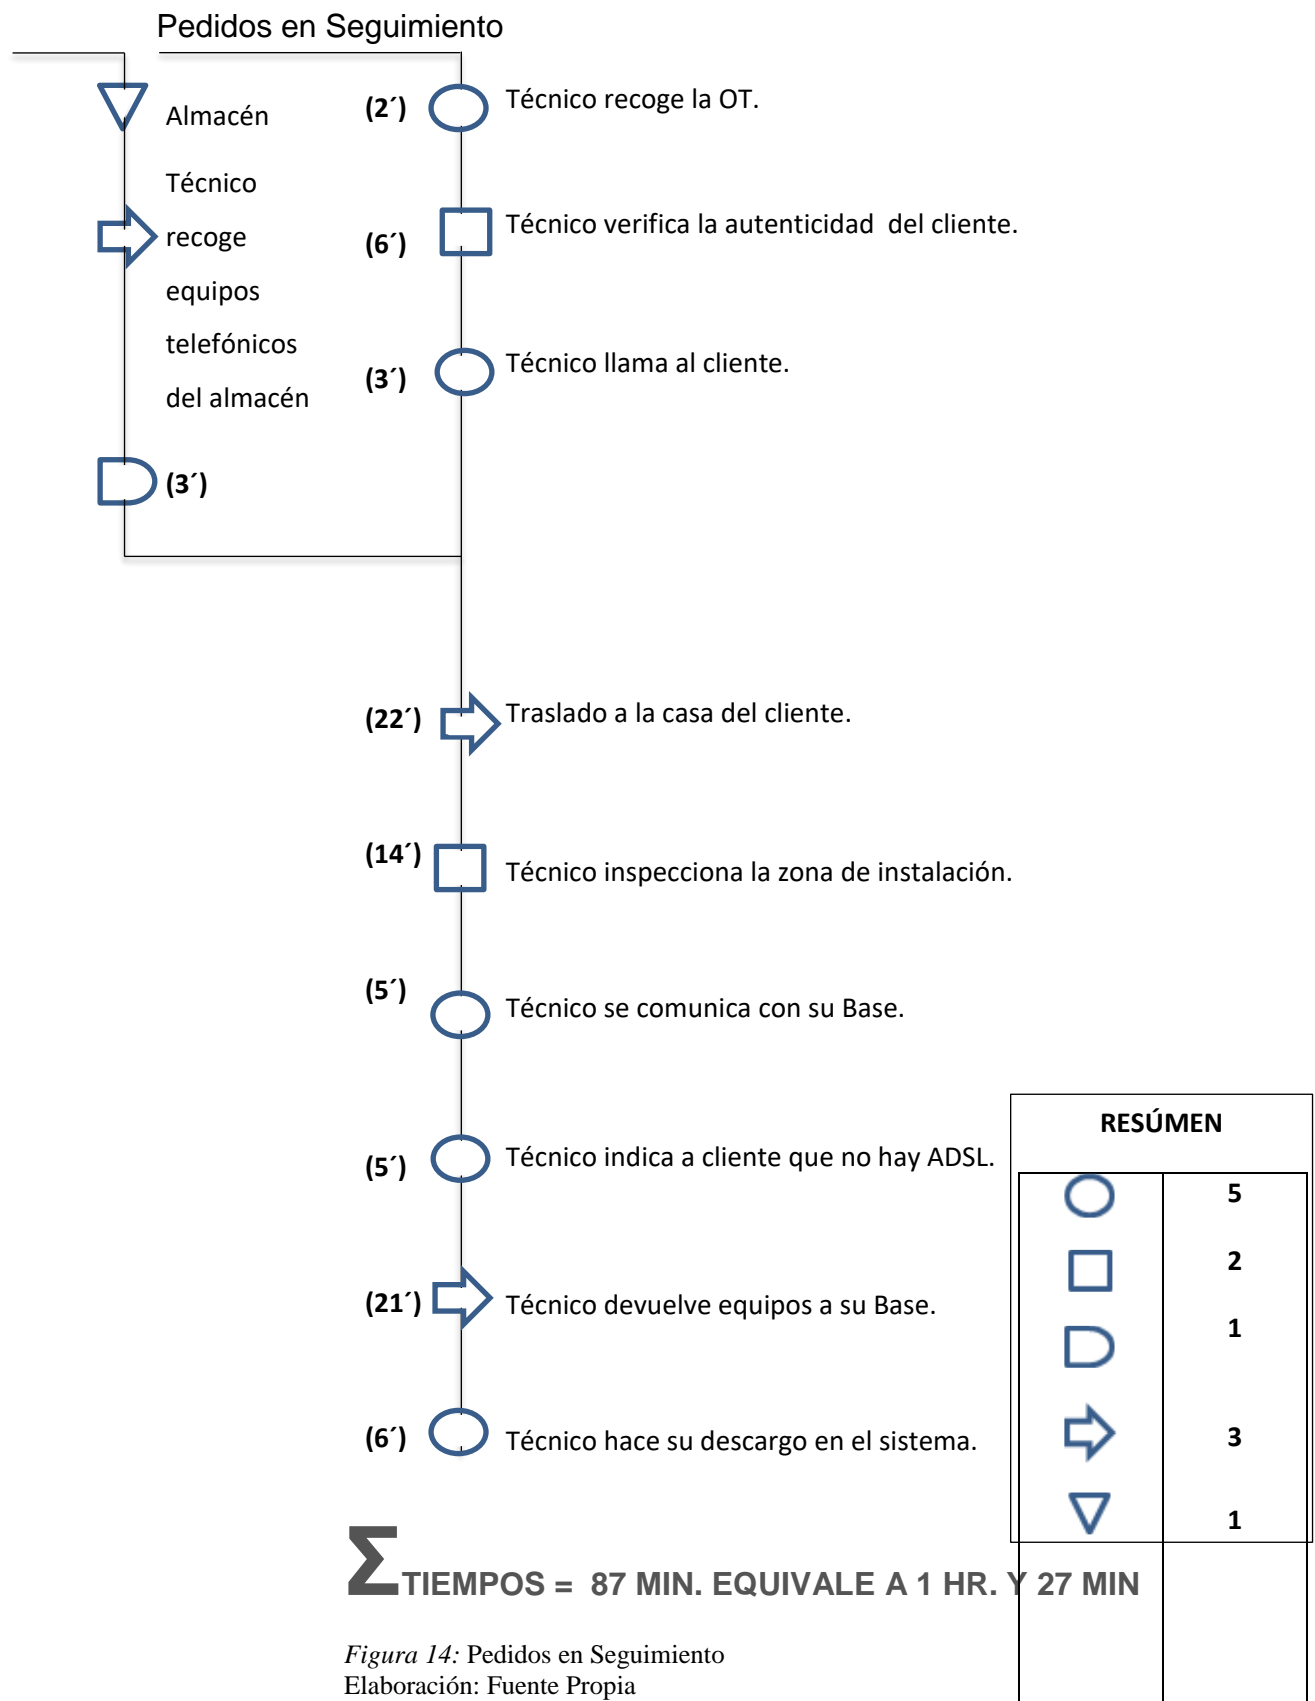 Pedidos en Seguimiento
Almacén
Técnico
recoge
equipos
telefónicos
del almacén
(3´)
(2´)
Técnico recoge la OT.
(6´)
Técnico verifica la autenticidad  del cliente.
(3´)
Técnico llama al cliente.
(22´)
Traslado a la casa del cliente.
(14´)
Técnico inspecciona la zona de instalación.
(5´)
Técnico se comunica con su Base.
(5´)
Técnico indica a cliente que no hay ADSL.
(21´)
Técnico devuelve equipos a su Base.
(6´)
Técnico hace su descargo en el sistema.
RESÚMEN
5
2
1
3
1
ΣTIEMPOS =  87 MIN. EQUIVALE A 1 HR. Y 27 MIN
Figura 14: Pedidos en Seguimiento
Elaboración: Fuente Propia